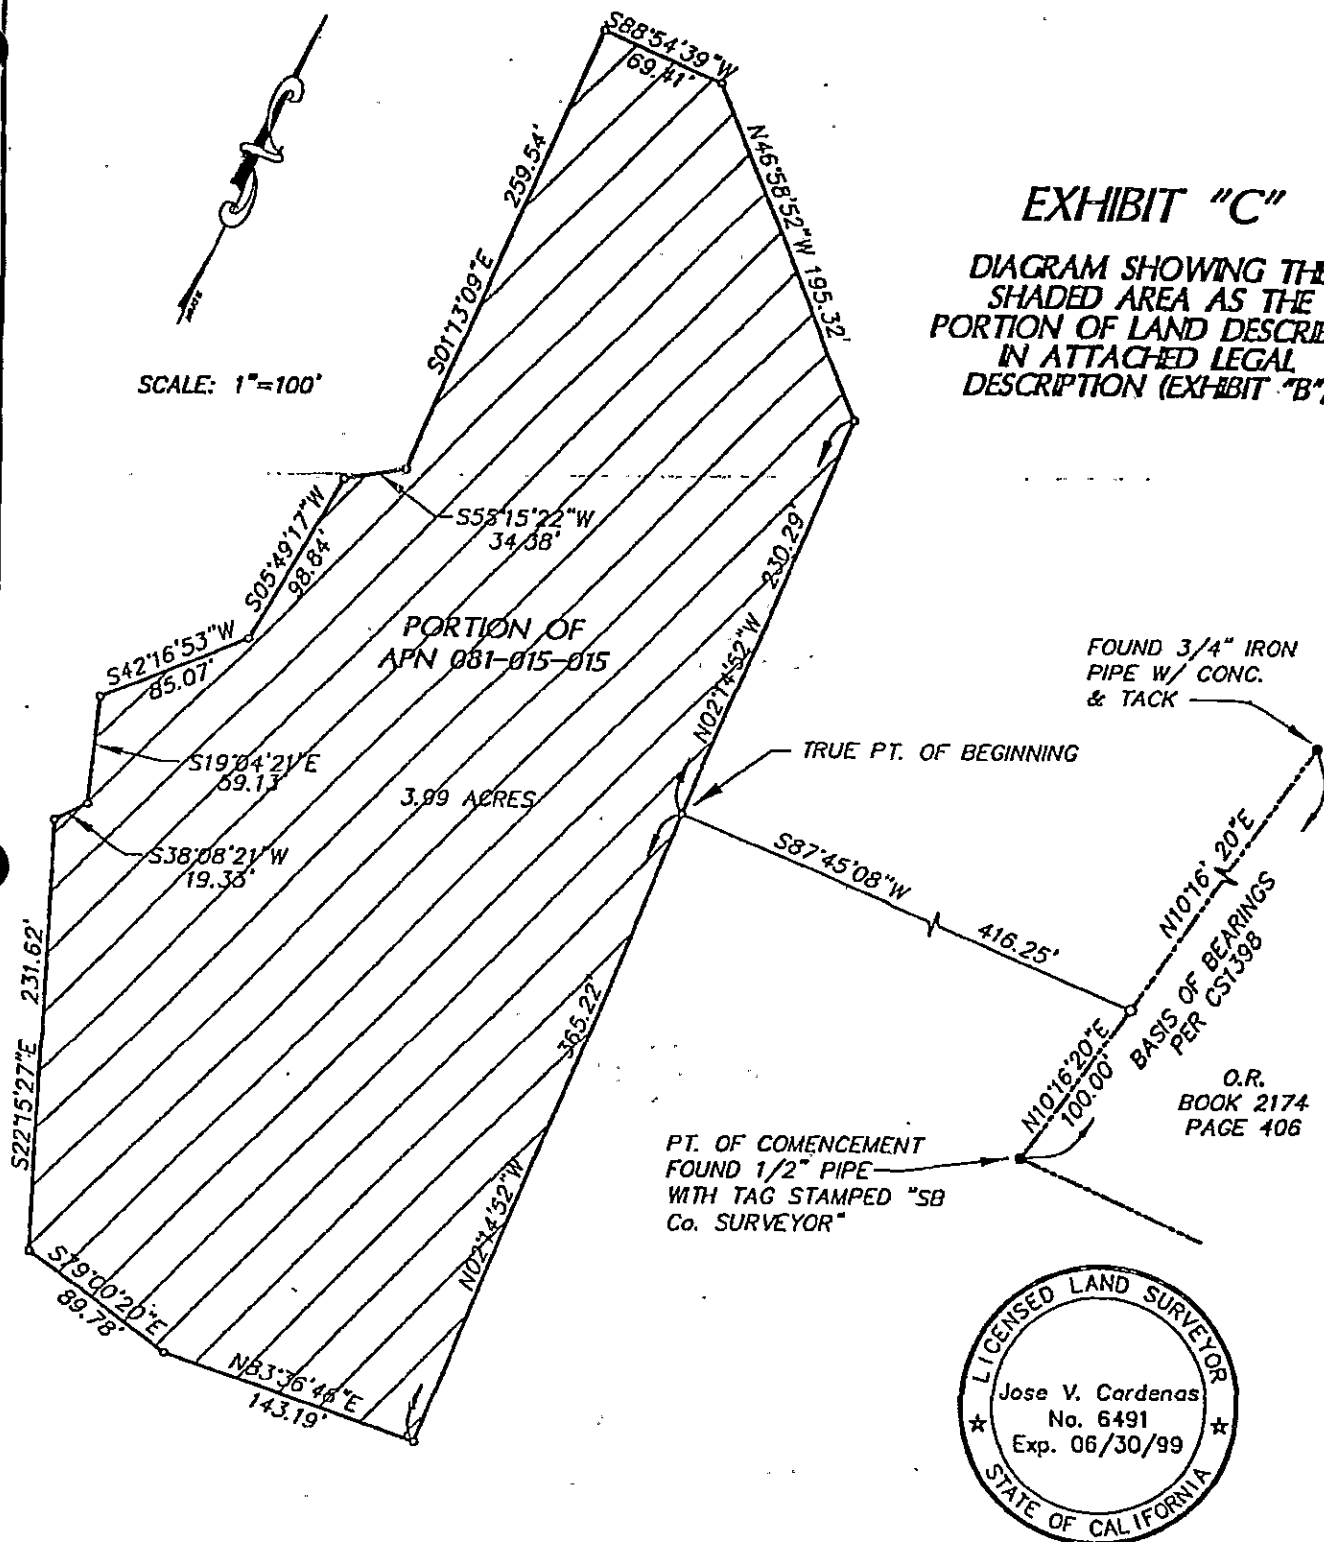 S88°54'39"W
69.41'
N46°58'52"W 195.32'
259.54'
S01°13'09"E
EXHIBIT "C"
DIAGRAM SHOWING THE
SHADED AREA AS THE
PORTION OF LAND DESCRIB
IN ATTACHED LEGAL
DESCRIPTION (EXHIBIT "B")
SCALE: 1"=100'
S55°15'22"W
34.38'
S05°49'17"W
98.84'
230.29'
N02°14'52"W
PORTION OF
APN 081-015-015
S42°16'53"W
85.07'
FOUND 3/4" IRON
PIPE W/ CONC.
& TACK
TRUE PT. OF BEGINNING
S19°04'21"E
59.13'
3.99 ACRES
S38°08'21"W
19.33'
S87°45'08"W
416.25'
N10°16'20"E
BASIS OF BEARINGS
PER CS1398
231.62'
S22°15'27"E
365.22'
N02°14'52"W
N10°16'20"E
100.00'
O.R.
BOOK 2174
PAGE 406
PT. OF COMENCEMENT
FOUND 1/2" PIPE
WITH TAG STAMPED "SB
Co. SURVEYOR"
S79°00'20"E
89.78'
N83°36'46"E
143.19'
LICENSED LAND SURVEYOR
Jose V. Cardenas
No. 6491
Exp. 06/30/99
STATE OF CALIFORNIA